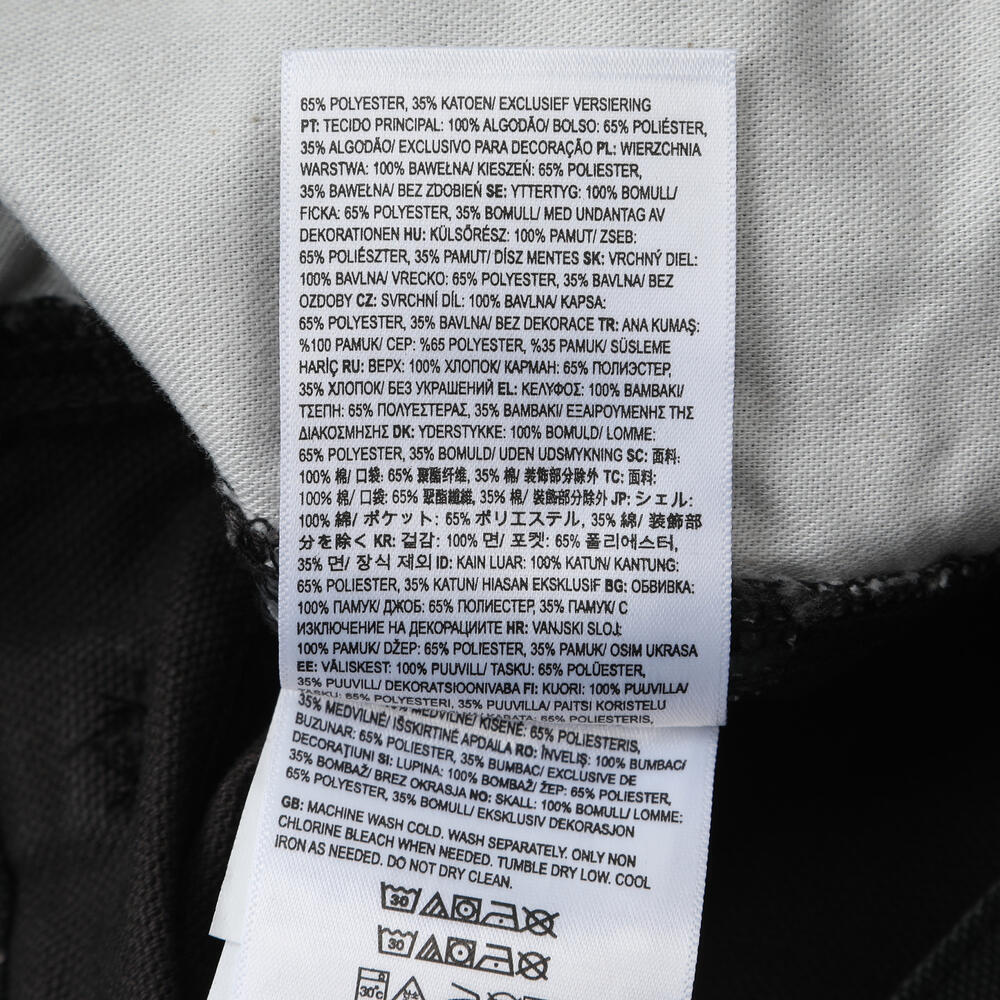 65% POLYESTER, 35% KATOEN/ EXCLUSIEF VERSIERING
PT: TECIDO PRINCIPAL: 100% ALGODÃO/ BOLSO: 65% POLIÉSTER,
35% ALGODÃO/ EXCLUSIVO PARA DECORAÇÃO PL: WIERZCHNIA
WARSTWA: 100% BAWEŁNA/ KIESZEŃ: 65% POLIESTER,
35% BAWEŁNA/ BEZ ZDOBIEŃ SE: YTTERTYG: 100% BOMULL/
FICKA: 65% POLYESTER, 35% BOMULL/ MED UNDANTAG AV
DEKORATIONEN HU: KÜLSŐRÉSZ: 100% PAMUT/ ZSEB:
65% POLIÉSZTER, 35% PAMUT/ DÍSZ MENTES SK: VRCHNÝ DIEL:
100% BAVLNA/ VRECKO: 65% POLYESTER, 35% BAVLNA/ BEZ
OZDOBY CZ: SVRCHNÍ DÍL: 100% BAVLNA/ KAPSA:
65% POLYESTER, 35% BAVLNA/ BEZ DEKORACE TR: ANA KUMAŞ:
%100 PAMUK/ CEP: %65 POLYESTER, %35 PAMUK/ SÜSLEME
HARİÇ RU: ВЕРХ: 100% ХЛОПОК/ КАРМАН: 65% ПОЛИЭСТЕР,
35% ХЛОПОК/ БЕЗ УКРАШЕНИЙ EL: ΚΕΛΥΦΟΣ: 100% ΒΑΜΒΑΚΙ/
ΤΣΕΠΗ: 65% ΠΟΛΥΕΣΤΕΡΑΣ, 35% ΒΑΜΒΑΚΙ/ ΕΞΑΙΡΟΥΜΕΝΗΣ ΤΗΣ
ΔΙΑΚΟΣΜΗΣΗΣ DK: YDERSTYKKE: 100% BOMULD/ LOMME:
65% POLYESTER, 35% BOMULD/ UDEN UDSMYKNING SC: 面料:
100% 棉/ 口袋: 65% 聚酯纤维, 35% 棉/ 装饰部分除外 TC: 面料:
100% 棉/ 口袋: 65% 聚酯纖維, 35% 棉/ 裝飾部分除外 JP: シェル:
100% 綿/ ポケット: 65% ポリエステル, 35% 綿/ 装飾部
分を除く KR: 겉감: 100% 면/ 포켓: 65% 폴리에스터,
35% 면/ 장식 제외 ID: KAIN LUAR: 100% KATUN/ KANTUNG:
65% POLIESTER, 35% KATUN/ HIASAN EKSKLUSIF BG: ОБВИВКА:
100% ПАМУК/ ДЖОБ: 65% ПОЛИЕСТЕР, 35% ПАМУК/ С
ИЗКЛЮЧЕНИЕ НА ДЕКОРАЦИИТЕ HR: VANJSKI SLOJ:
100% PAMUK/ DŽEP: 65% POLIESTER, 35% PAMUK/ OSIM UKRASA
EE: VÄLISKEST: 100% PUUVILL/ TASKU: 65% POLÜESTER,
35% PUUVILL/ DEKORATSIOONIVABA FI: KUORI: 100% PUUVILLA/
TASKU: 65% POLYESTERI, 35% PUUVILLA/ PAITSI KORISTELU
MEDVILNĖ/ 65% POLIESTERIS,
35% MEDVILNĖ/ IŠSKIRTINĖ APDAILA RO: ÎNVELIŞ: 100% BUMBAC/
BUZUNAR: 65% POLIESTER, 35% BUMBAC/ EXCLUSIVE DE
DECORAŢIUNI SI: LUPINA: 100% BOMBAŽ/ ŽEP: 65% POLIESTER,
35% BOMBAŽ/ BREZ OKRASJA NO: SKALL: 100% BOMULL/ LOMME:
65% POLYESTER, 35% BOMULL/ EKSKLUSIV DEKORASJON
GB: MACHINE WASH COLD. WASH SEPARATELY. ONLY NON
CHLORINE BLEACH WHEN NEEDED. TUMBLE DRY LOW. COOL
IRON AS NEEDED. DO NOT DRY CLEAN.
30
30
30°C